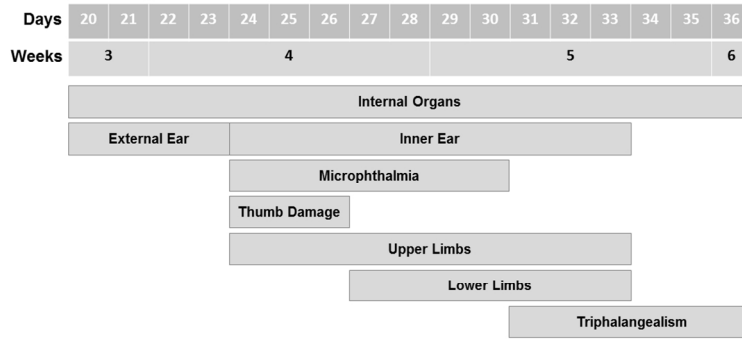 Days 20 21 22 23 24 25 26 27 28 29 30 31 32 33 34 35 36
Weeks 3 4 5 6
Internal Organs
External Ear Inner Ear
Microphthalmia
Thumb Damage
Upper Limbs
Lower Limbs
Triphalangealism